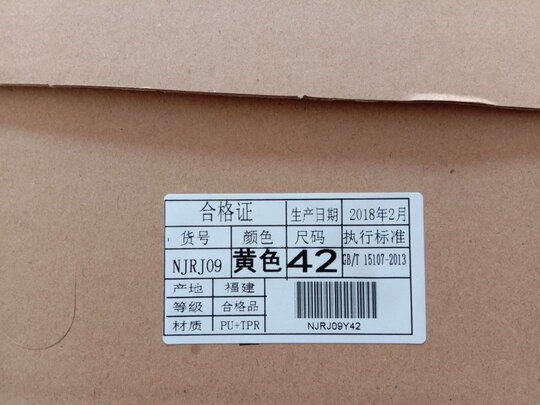 合格证 生产日期 2018年2月
货号 颜色 尺码 执行标准
NJRJ09 黄色 42 GB/T 15107-2013
产地 福建
等级 合格品
材质 PU+TPR
NJRJ09Y42